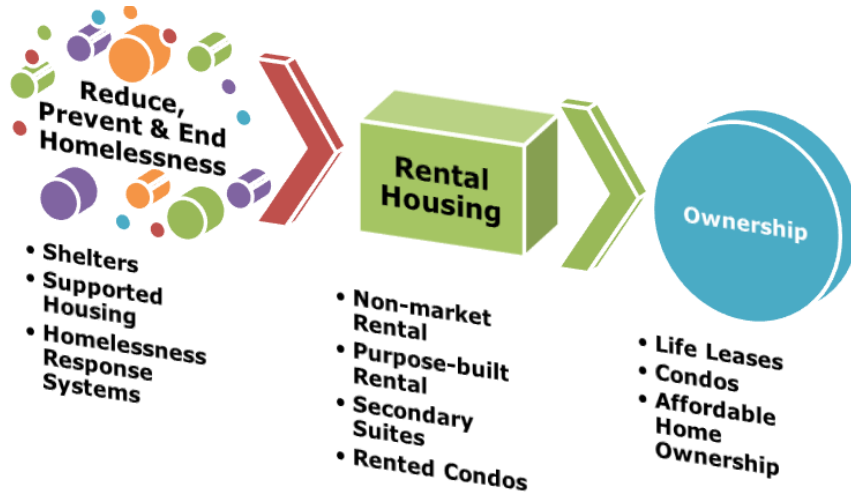 Reduce,
Prevent & End
Homelessness
• Shelters
• Supported
Housing
• Homelessness
Response
Systems
Rental
Housing
• Non-market
Rental
• Purpose-built
Rental
• Secondary
Suites
• Rented Condos
Ownership
• Life Leases
• Condos
• Affordable
Home
Ownership